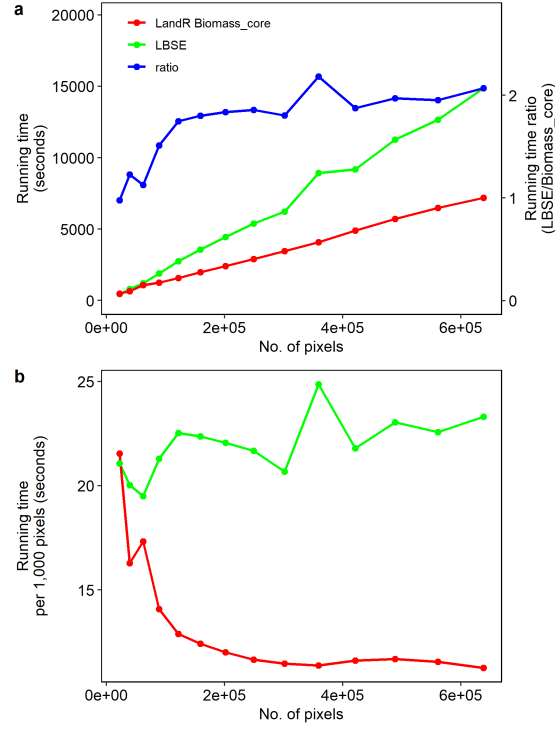 a
20000
15000
10000
5000
0
Running time
(seconds)
LandR Biomass_core
LBSE
ratio
2
1
0
Running time ratio
(LBSE/Biomass_core)
0e+00
2e+05
4e+05
6e+05
No. of pixels
b
25
20
15
Running time
per 1,000 pixels (seconds)
0e+00
2e+05
4e+05
6e+05
No. of pixels